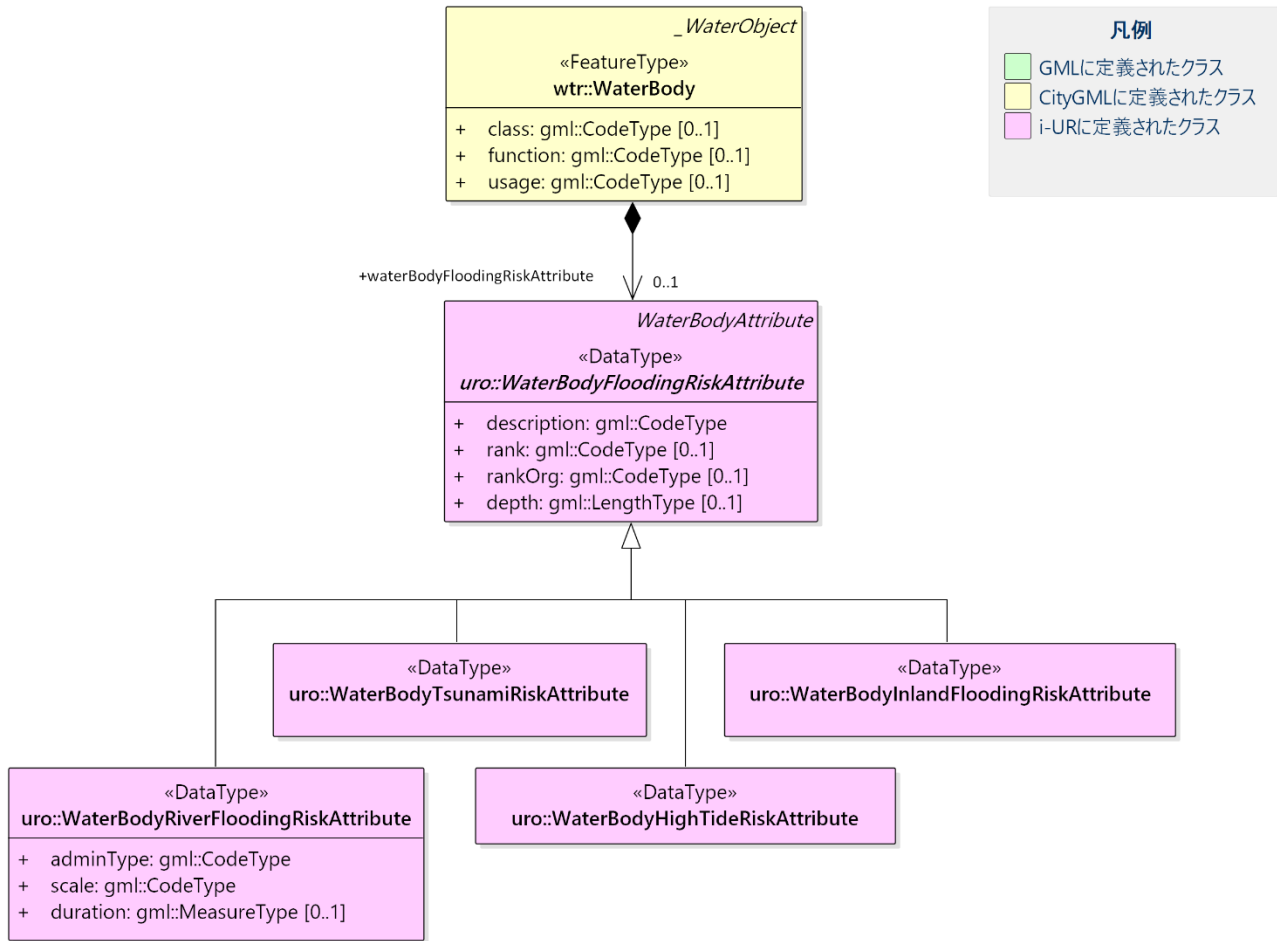 _WaterObject
«FeatureType»
wtr::WaterBody
+ class: gml::CodeType [0..1]
+ function: gml::CodeType [0..1]
+ usage: gml::CodeType [0..1]
凡例
GMLに定義されたクラス
CityGMLに定義されたクラス
i-URに定義されたクラス
+waterBodyFloodingRiskAttribute
0..1
WaterBodyAttribute
«DataType»
uro::WaterBodyFloodingRiskAttribute
+ description: gml::CodeType
+ rank: gml::CodeType [0..1]
+ rankOrg: gml::CodeType [0..1]
+ depth: gml::LengthType [0..1]
«DataType»
uro::WaterBodyTsunamiRiskAttribute
«DataType»
uro::WaterBodyInlandFloodingRiskAttribute
«DataType»
uro::WaterBodyRiverFloodingRiskAttribute
+ adminType: gml::CodeType
+ scale: gml::CodeType
+ duration: gml::MeasureType [0..1]
«DataType»
uro::WaterBodyHighTideRiskAttribute